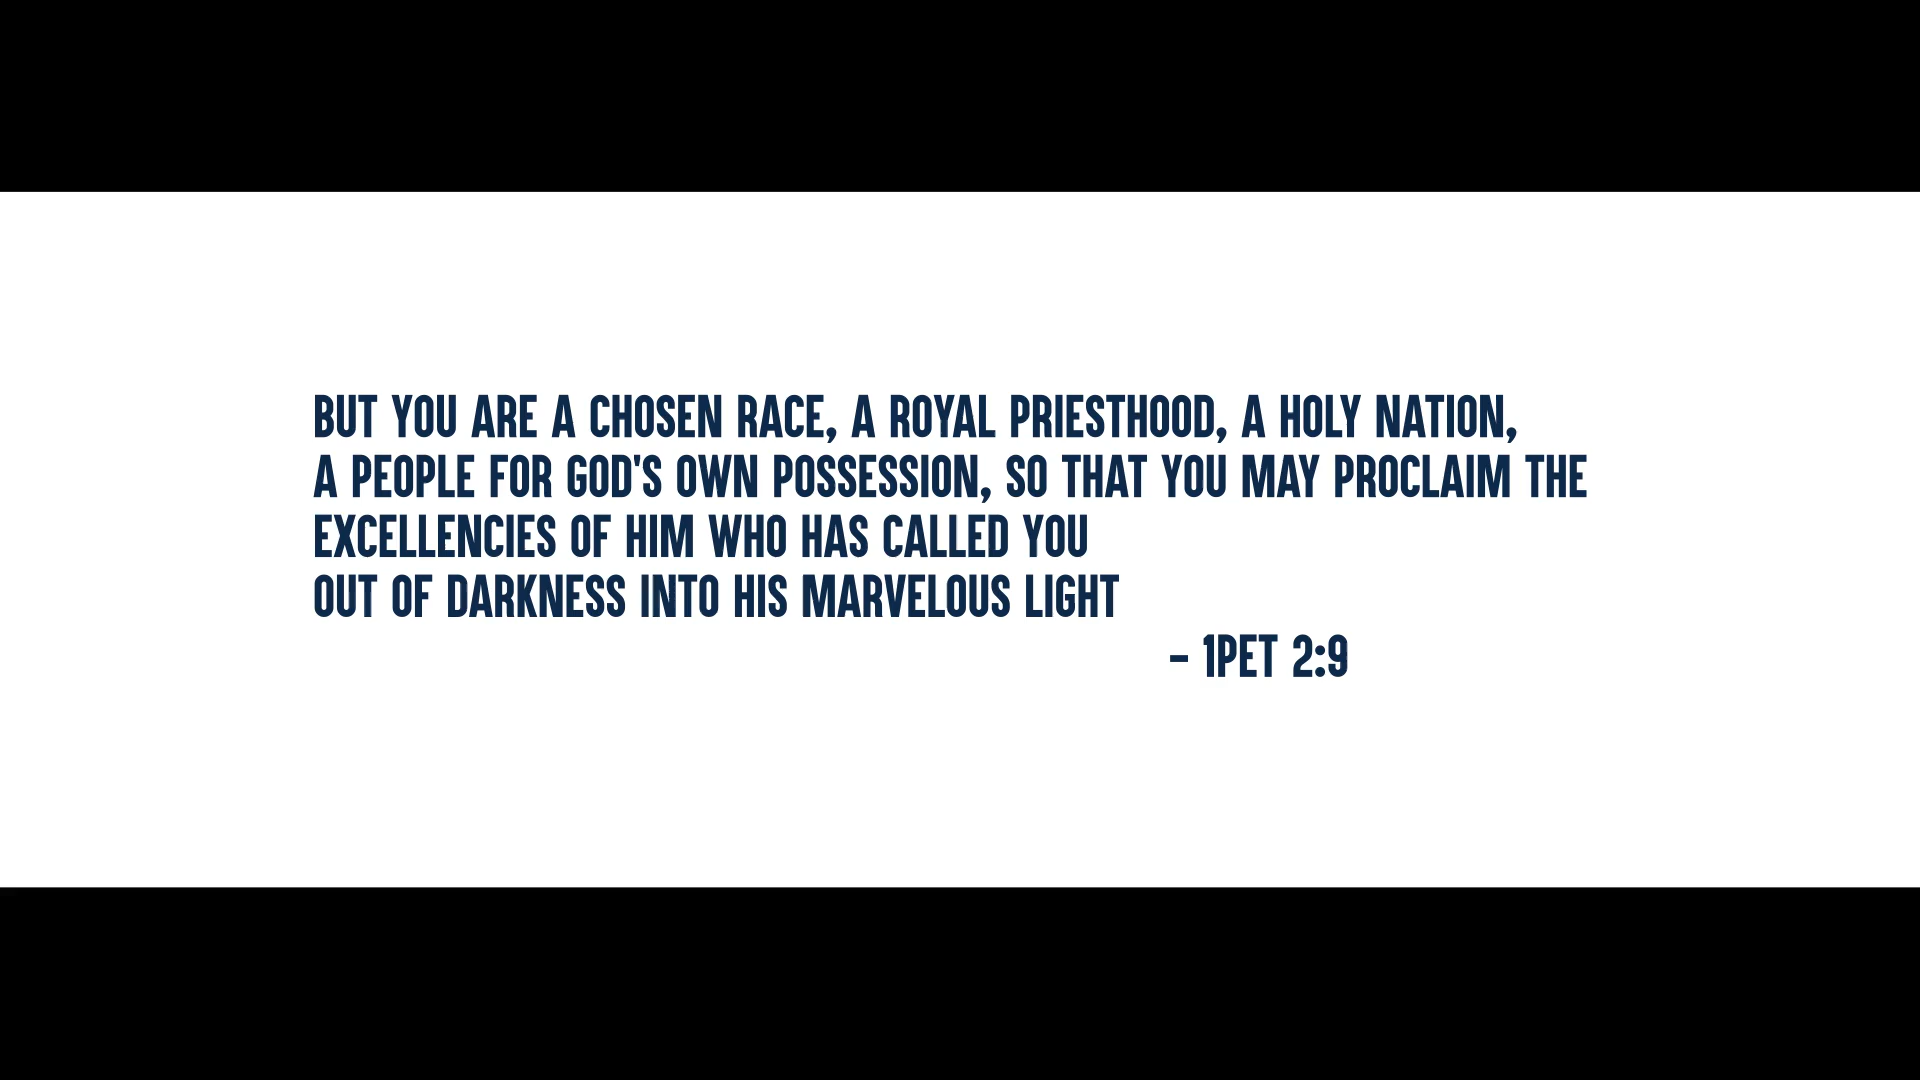 BUT YOU ARE A CHOSEN RACE, A ROYAL PRIESTHOOD, A HOLY NATION,
A PEOPLE FOR GOD'S OWN POSSESSION, SO THAT YOU MAY PROCLAIM THE
EXCELLENCIES OF HIM WHO HAS CALLED YOU
OUT OF DARKNESS INTO HIS MARVELOUS LIGHT
– 1PET 2:9